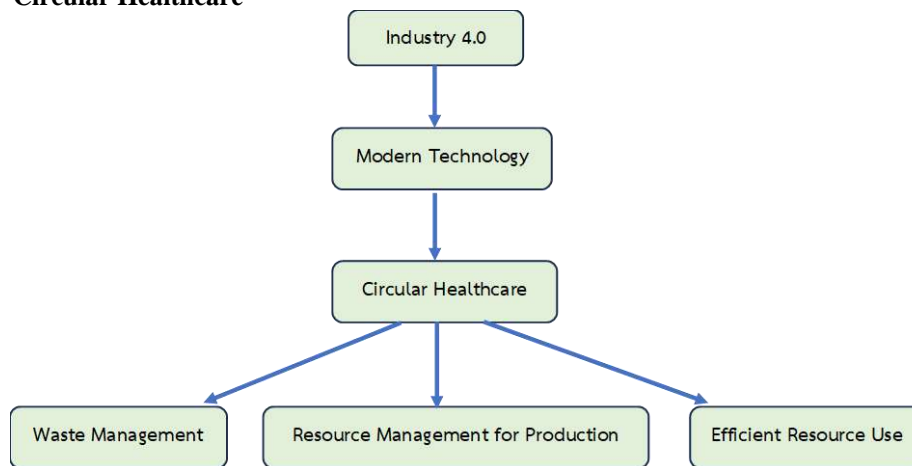 Circular Healthcare
Industry 4.0
Modern Technology
Circular Healthcare
Waste Management
Resource Management for Production
Efficient Resource Use